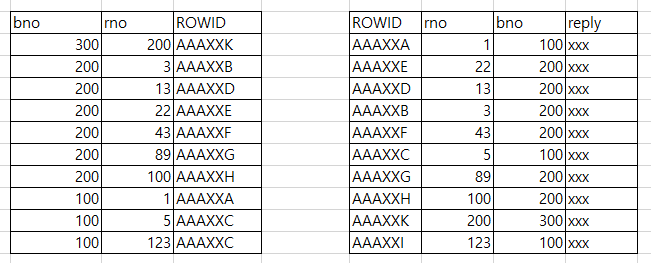 bno rno ROWID ROWID rno bno reply
300 200 AAAXXK AAAXXA 1 100 xxx
200 3 AAAXXB AAAXXE 22 200 xxx
200 13 AAAXXD AAAXXD 13 200 xxx
200 22 AAAXXE AAAXXB 3 200 xxx
200 43 AAAXXF AAAXXF 43 200 xxx
200 89 AAAXXG AAAXXC 5 100 xxx
200 100 AAAXXH AAAXXG 89 200 xxx
100 1 AAAXXA AAAXXH 100 200 xxx
100 5 AAAXXC AAAXXK 200 300 xxx
100 123 AAAXXC AAAXXI 123 100 xxx